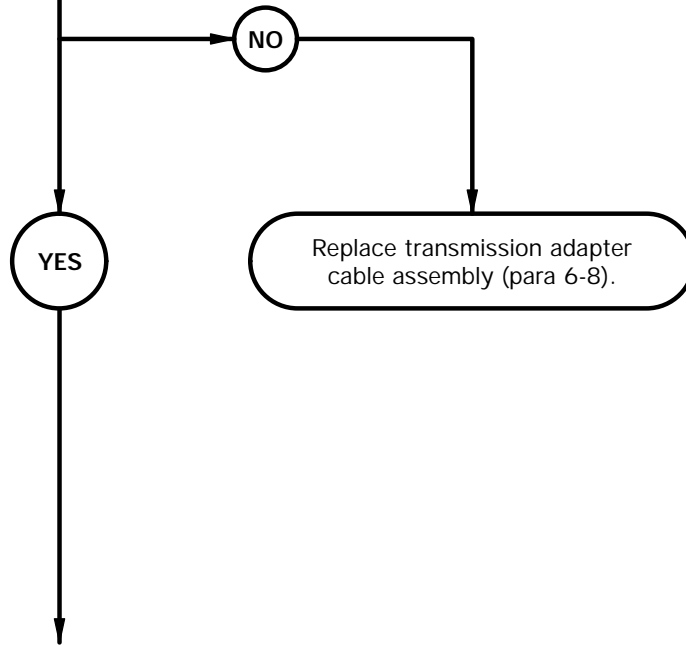 NO
YES
Replace transmission adapter
cable assembly (para 6-8).